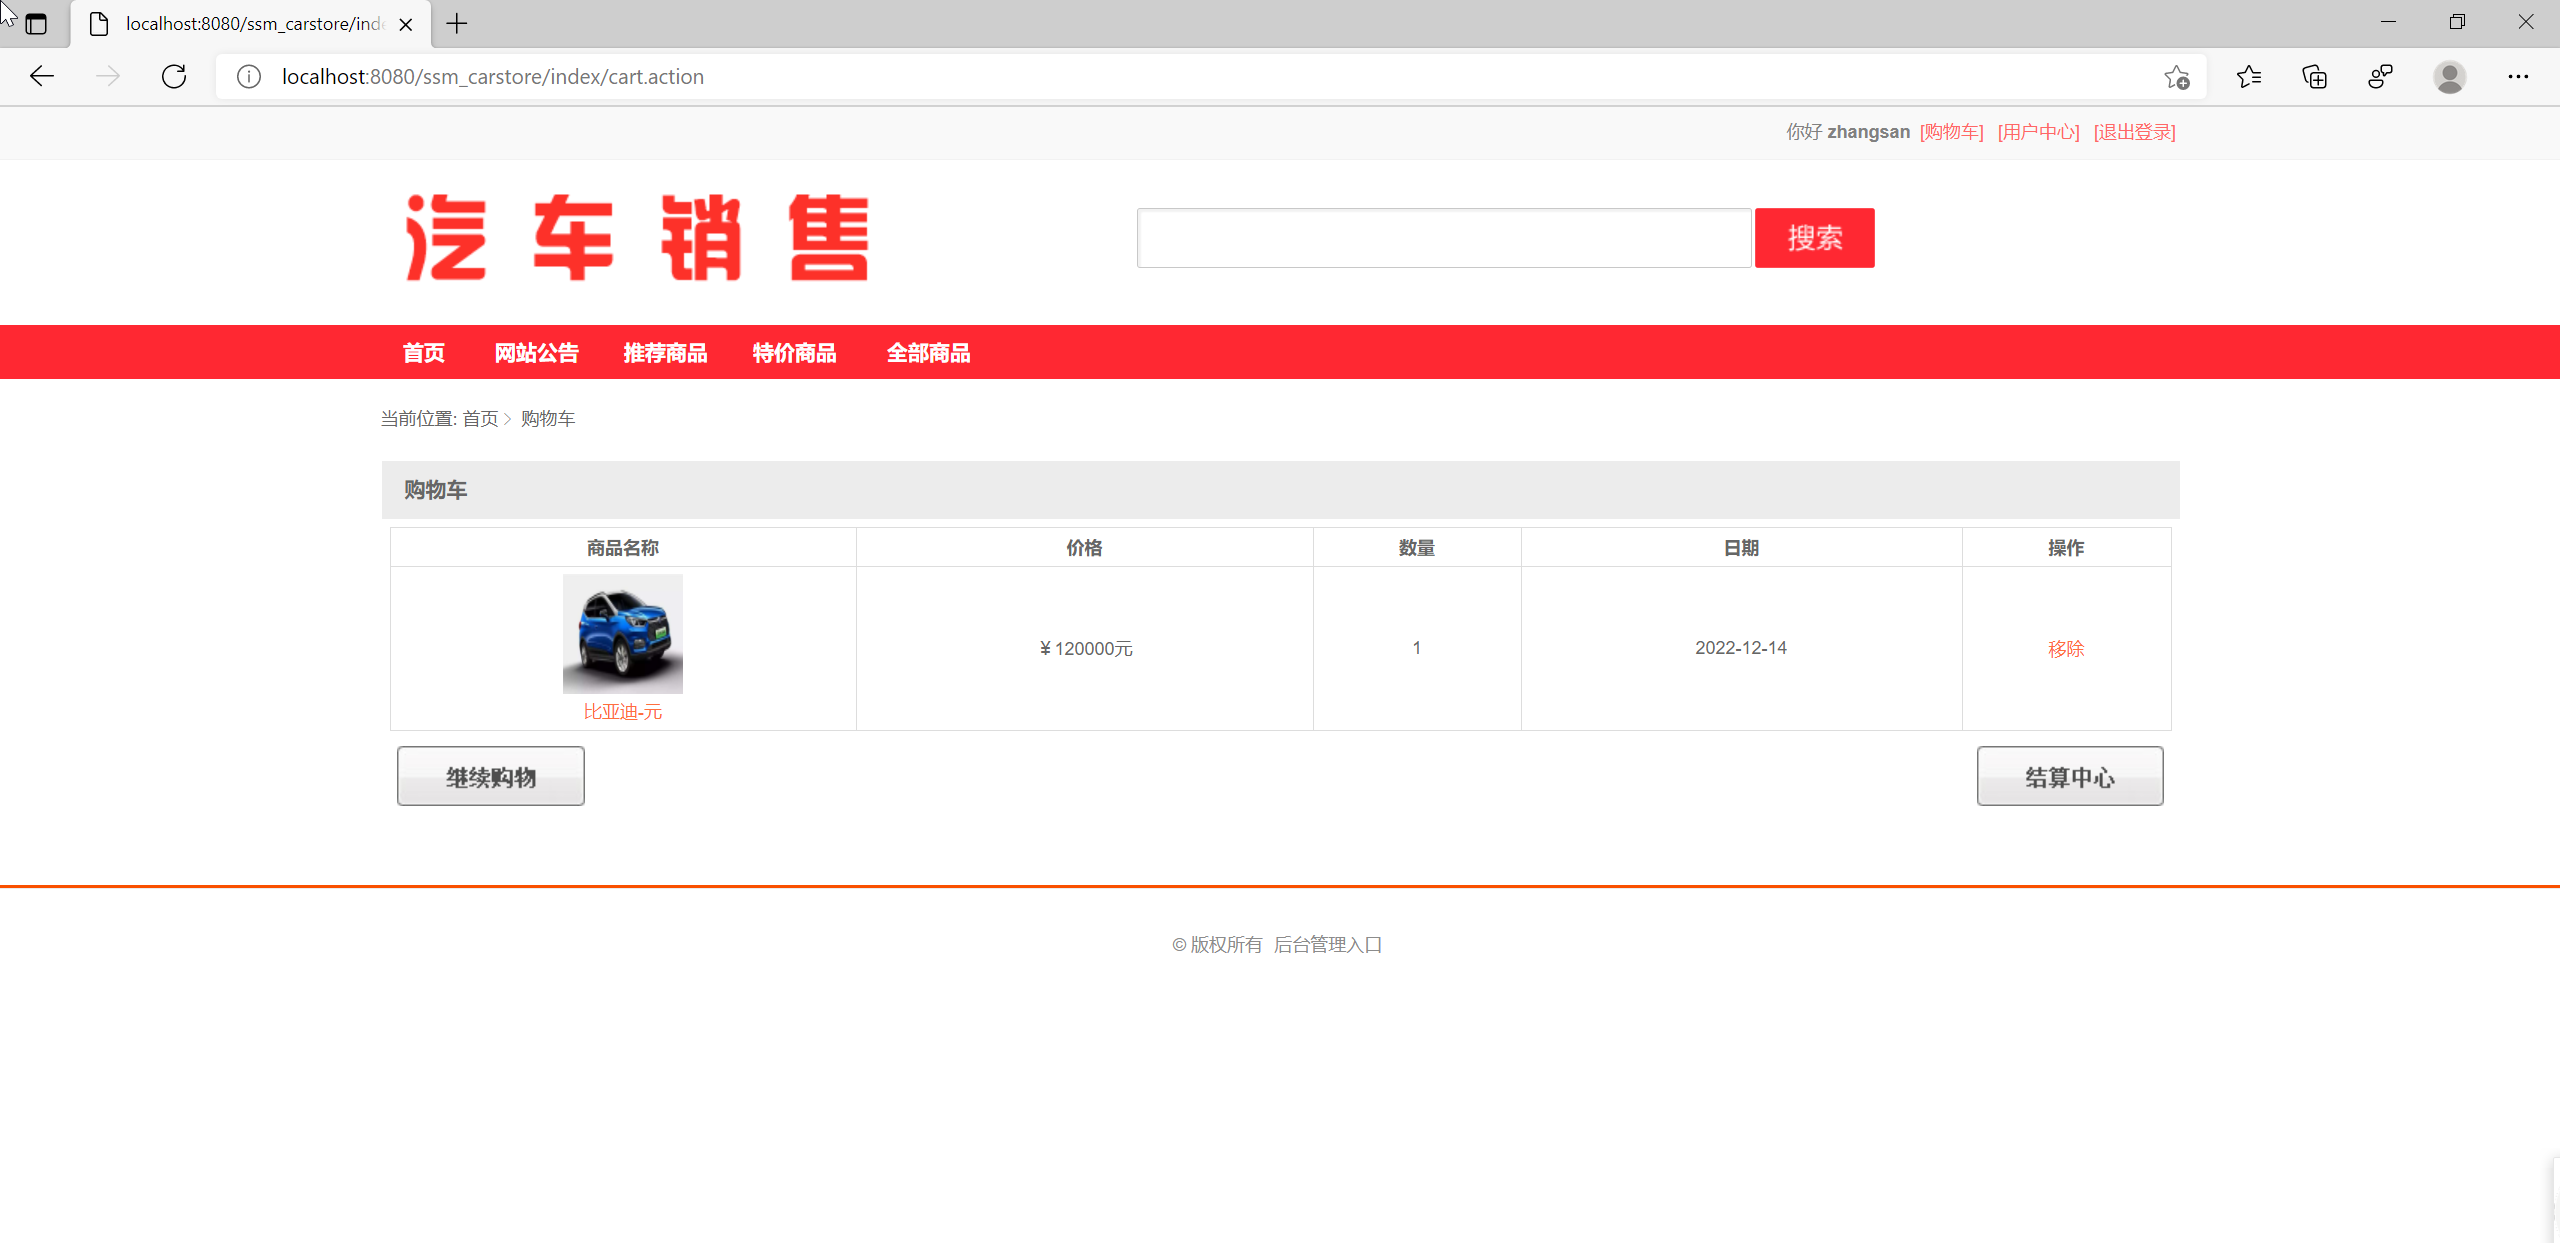 localhost:8080/ssm_carstore/inde
localhost:8080/ssm_carstore/index/cart.action
你好 zhangsan [购物车] [用户中心] [退出登录]
汽车销售
搜索
首页 网站公告 推荐商品 特价商品 全部商品
当前位置: 首页 > 购物车
购物车
商品名称 价格 数量 日期 操作
¥ 120000元 1 2022-12-14 移除
比亚迪-元
继续购物 结算中心
© 版权所有 后台管理入口